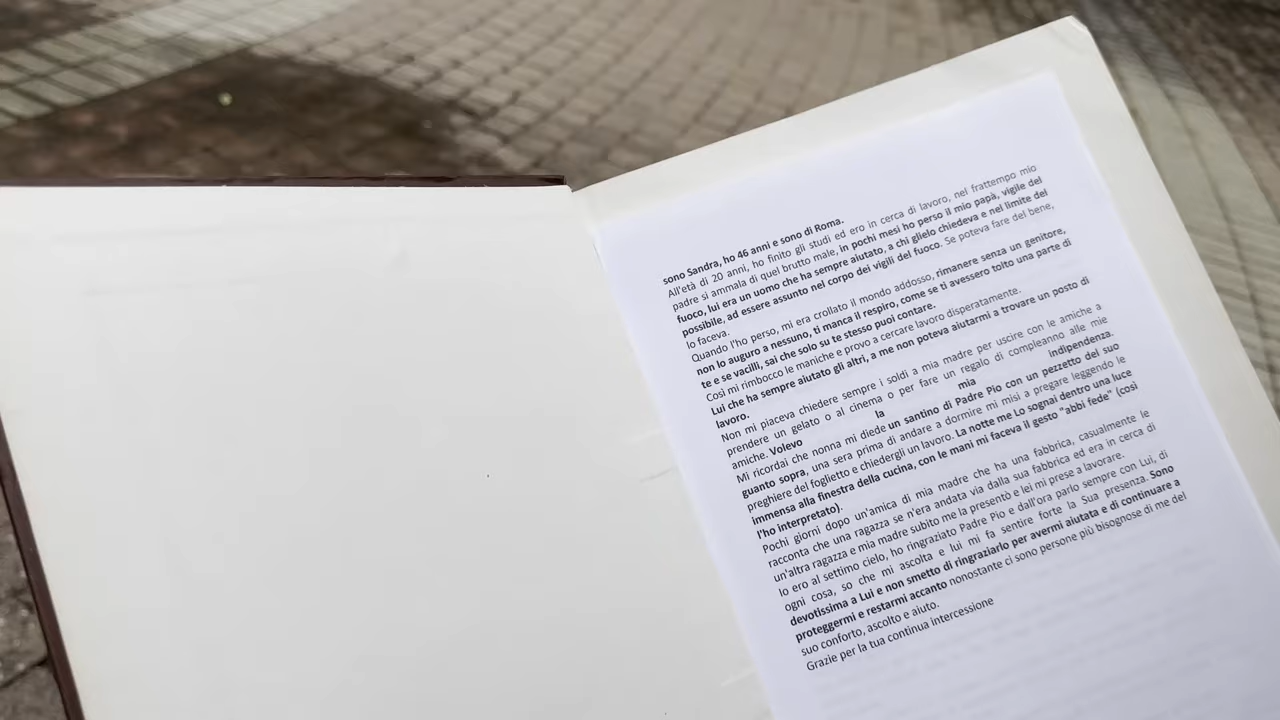 sono Sandra, ho 46 anni e sono di Roma.
All'età di 20 anni, ho finito gli studi ed ero in cerca di lavoro, nel frattempo mio
padre si ammala di quel brutto male, in pochi mesi ho perso il mio papà, vigile del
fuoco, lui era un uomo che ha sempre aiutato, a chi glielo chiedeva e nel limite del
possibile, ad essere assunto nel corpo dei vigili del fuoco. Se poteva fare del bene,
lo faceva.
Quando l'ho perso, mi era crollato il mondo addosso, rimanere senza un genitore,
non lo auguro a nessuno, ti manca il respiro, come se ti avessero tolto una parte di
te e se vacilli, sai che solo su te stesso puoi contare.
Così mi rimbocco le maniche e provo a cercare lavoro disperatamente.
Lui che ha sempre aiutato gli altri, a me non poteva aiutarmi a trovare un posto di
lavoro.
Non mi piaceva chiedere sempre i soldi a mia madre per uscire con le amiche a
prendere un gelato o al cinema o per fare un regalo di compleanno alle mie
amiche. Volevo la mia indipendenza.
Mi ricordai che nonna mi diede un santino di Padre Pio con un pezzetto del suo
guanto sopra, una sera prima di andare a dormire mi misi a pregare leggendo le
preghiere del foglietto e chiedergli un lavoro. La notte me Lo sognai dentro una luce
immensa alla finestra della cucina, con le mani mi faceva il gesto "abbi fede" (così
l'ho interpretato).
Pochi giorni dopo un'amica di mia madre che ha una fabbrica, casualmente le
racconta che una ragazza se n'era andata via dalla sua fabbrica ed era in cerca di
un'altra ragazza e mia madre subito me la presentò e lei mi prese a lavorare.
Io ero al settimo cielo, ho ringraziato Padre Pio e dall'ora parlo sempre con Lui, di
ogni cosa, so che mi ascolta e lui mi fa sentire forte la Sua presenza. Sono
devotissima a Lui e non smetto di ringraziarlo per avermi aiutata e di continuare a
proteggermi e restarmi accanto nonostante ci sono persone più bisognose di me del
suo conforto, ascolto e aiuto.
Grazie per la tua continua intercessione